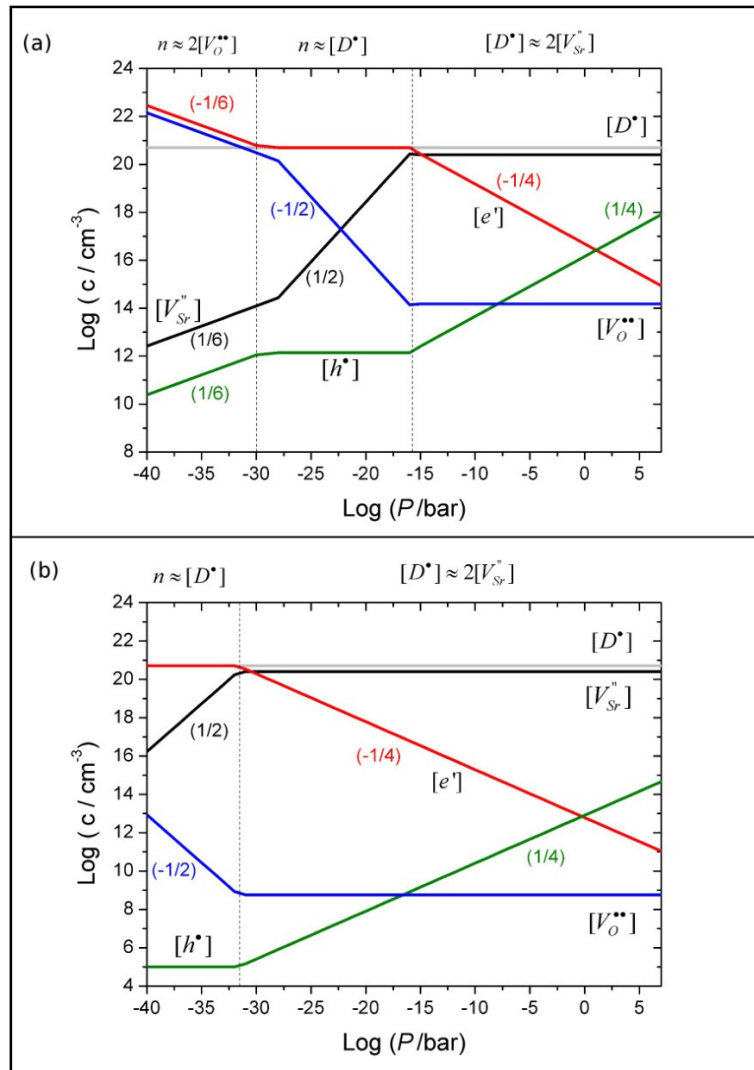 (a)
n ≈ 2[V_O^••] n ≈ [D^•] [D^•] ≈ 2[V_Sr^"]
24
22
20
18
16
14
12
10
8
Log ( c / cm^-3)
(-1/6)
[D^•]
(-1/4)
(1/4)
(-1/2)
[e']
[V_Sr^"]
(1/2)
[V_O^••]
(1/6)
[h^•]
(1/6)
-40 -35 -30 -25 -20 -15 -10 -5 0 5
Log (P/bar)
(b)
n ≈ [D^•] [D^•] ≈ 2[V_Sr^"]
24
22
20
18
16
14
12
10
8
6
4
Log ( c / cm^-3)
[D^•]
[V_Sr^"]
(1/2)
(-1/4)
[e']
(1/4)
(-1/2)
[V_O^••]
[h^•]
-40 -35 -30 -25 -20 -15 -10 -5 0 5
Log (P/bar)